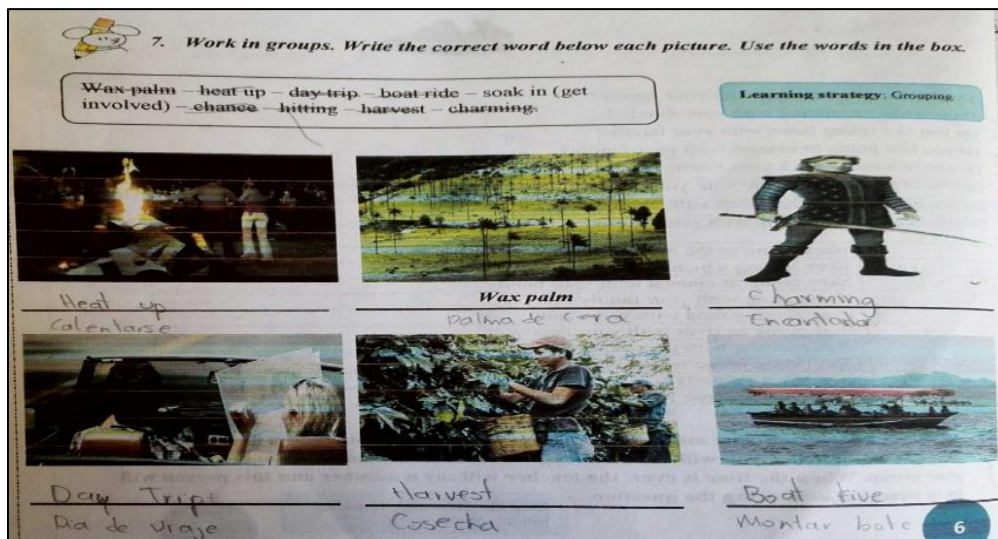 7. Work in groups. Write the correct word below each picture. Use the words in the box.
Wax palm – heat up – day trip – boat ride – soak in (get
involved) – chance – hitting – harvest – charming.
Learning strategy: Grouping
Heat up
Calentarse
Wax palm
Palma de cera
Charming
Encantador
Day Tripe
Dia de viaje
Harvest
Cosecha
Boat five
Montar bote
6